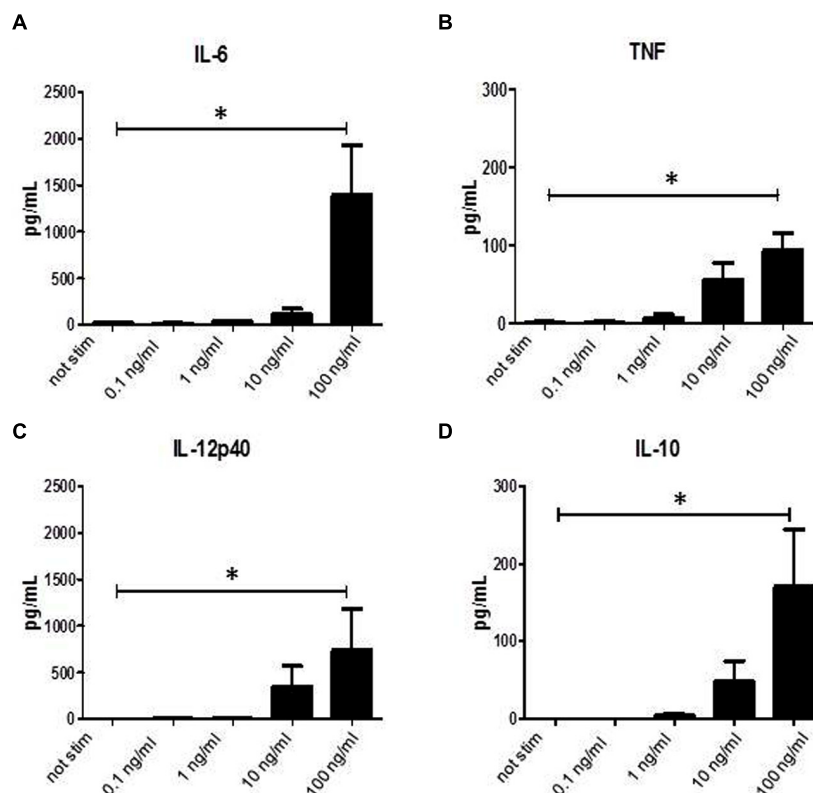 A
IL-6
2500
2000
1500
1000
500
0
pg/mL
*
not stim
0.1 ng/ml
1 ng/ml
10 ng/ml
100 ng/ml
B
TNF
300
200
100
0
pg/mL
*
not stim
0.1 ng/ml
1 ng/ml
10 ng/ml
100 ng/ml
C
IL-12p40
2500
2000
1500
1000
500
0
pg/mL
*
not stim
0.1 ng/ml
1 ng/ml
10 ng/ml
100 ng/ml
D
IL-10
300
200
100
0
pg/mL
*
not stim
0.1 ng/ml
1 ng/ml
10 ng/ml
100 ng/ml